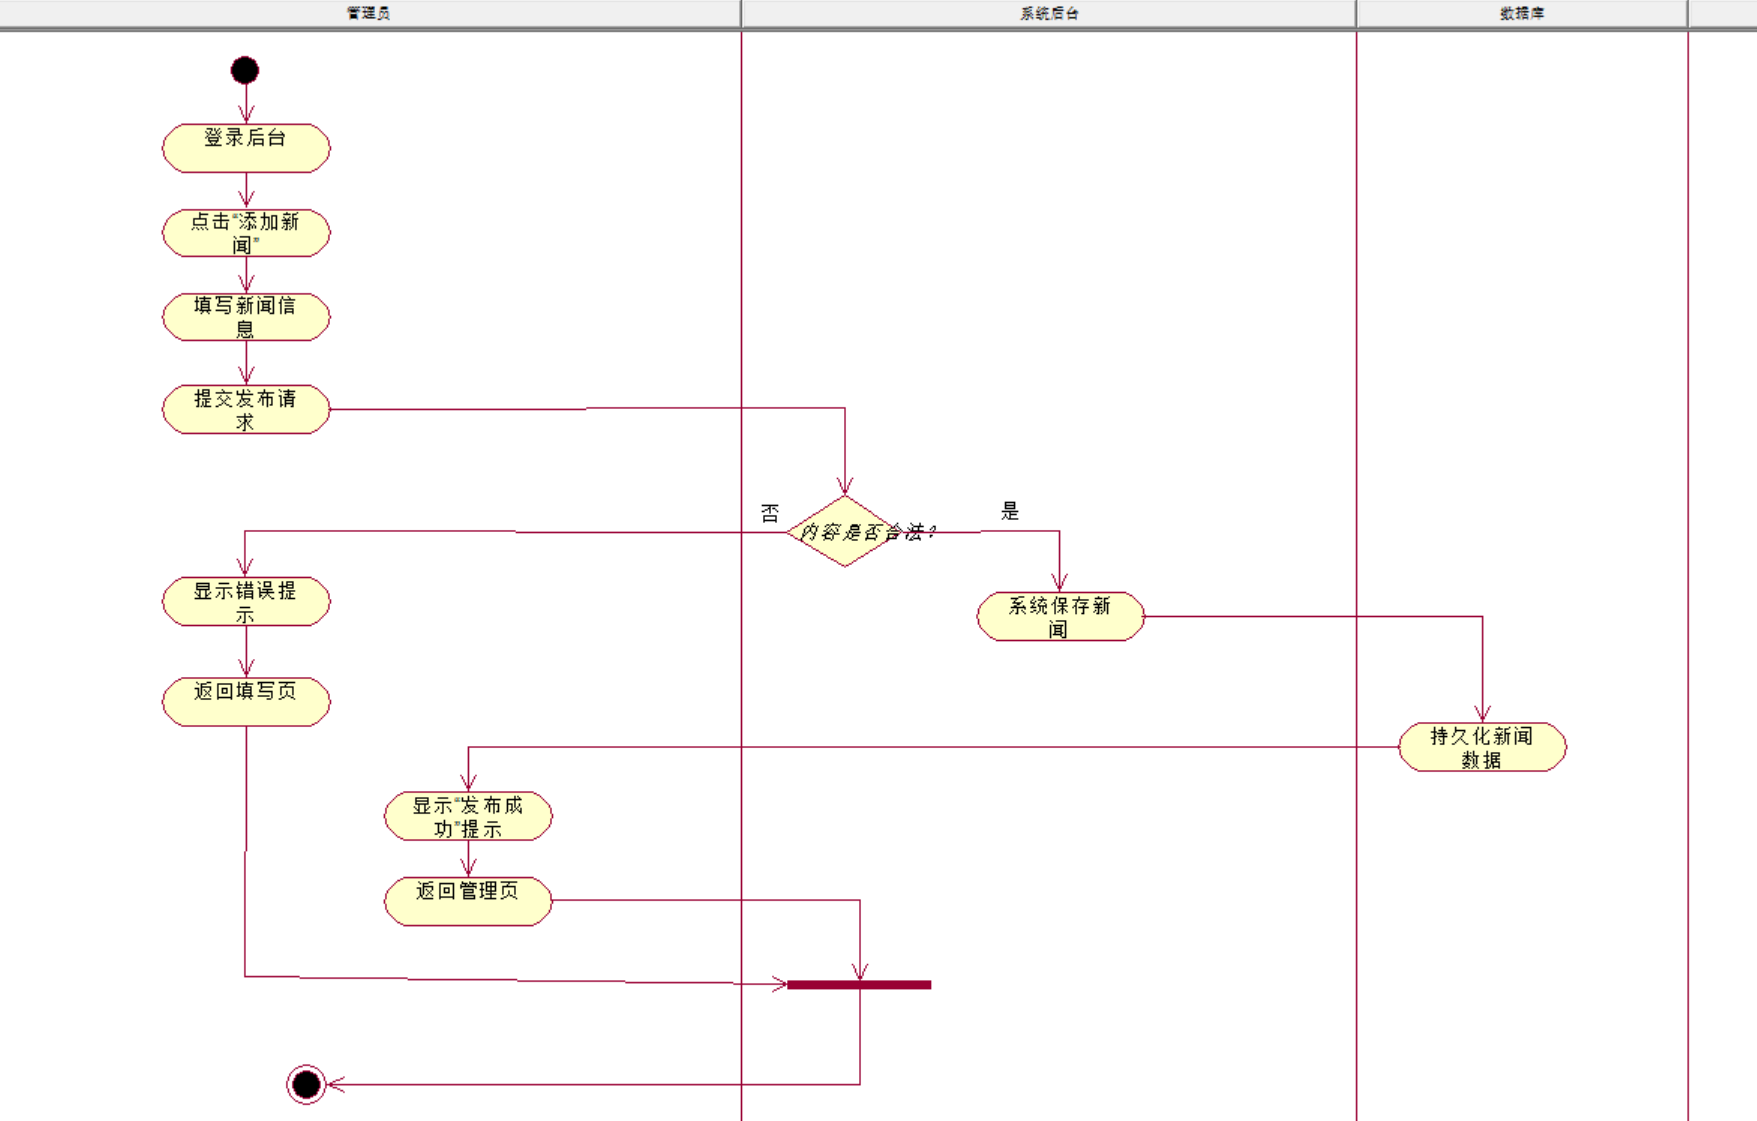 管理员
系统后台
数据库
登录后台
点击“添加新
闻”
填写新闻信
息
提交发布请
求
否
内容是否合法?
是
显示错误提
示
系统保存新
闻
返回填写页
持久化新闻
数据
显示“发布成
功”提示
返回管理页